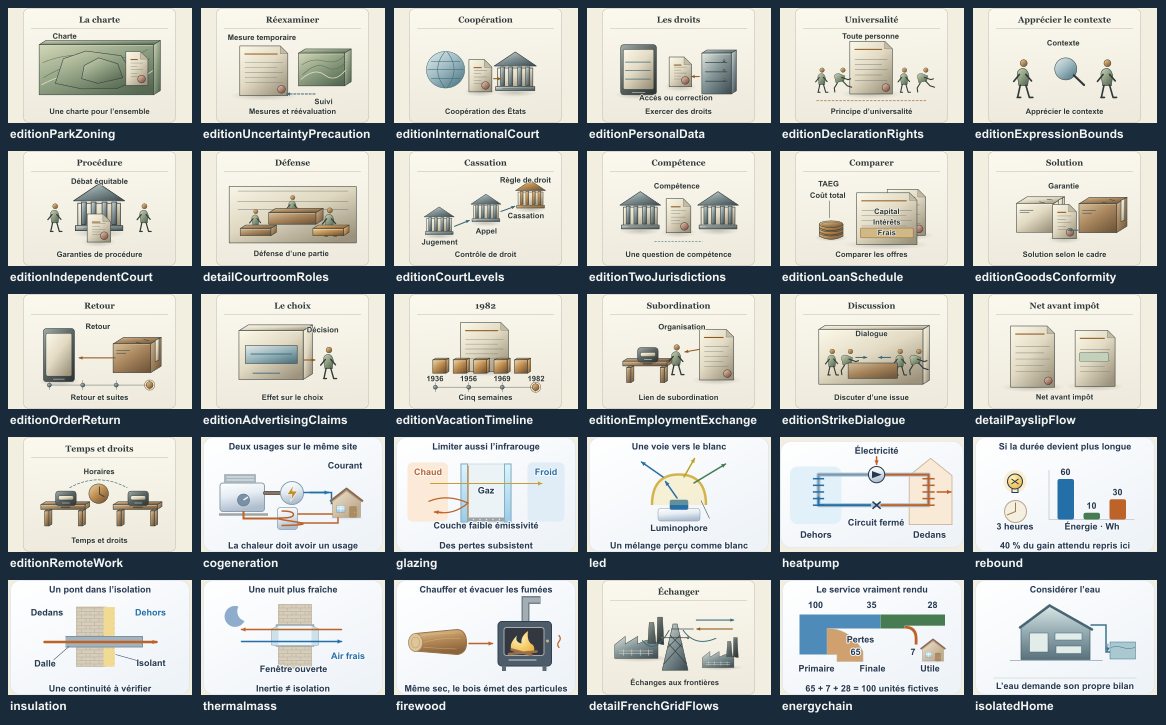 La charte
Charte
Une charte pour l'ensemble
editionParkZoning
Réexaminer
Mesure temporaire
Suivi
Mesures et réévaluation
editionUncertaintyPrecaution
Coopération
Coopération des États
editionInternationalCourt
Les droits
Accès ou correction
Exercer des droits
editionPersonalData
Universalité
Toute personne
Principe d'universalité
editionDeclarationRights
Apprécier le contexte
Contexte
Apprécier le contexte
editionExpressionBounds
Procédure
Débat équitable
Garanties de procédure
editionIndependentCourt
Défense
Défense d'une partie
detailCourtroomRoles
Cassation
Règle de droit
Cassation
Appel
Jugement
Contrôle de droit
editionCourtLevels
Compétence
Compétence
Une question de compétence
editionTwoJurisdictions
Comparer
TAEG
Coût total
Capital
Intérêts
Frais
Comparer les offres
editionLoanSchedule
Solution
Garantie
Solution selon le cadre
editionGoodsConformity
Retour
Retour
Retour et suites
editionOrderReturn
Le choix
Décision
Effet sur le choix
editionAdvertisingClaims
1982
1936 1956 1969 1982
Cinq semaines
editionVacationTimeline
Subordination
Organisation
Lien de subordination
editionEmploymentExchange
Discussion
Dialogue
Discuter d'une issue
editionStrikeDialogue
Net avant impôt
Net avant impôt
detailPayslipFlow
Temps et droits
Horaires
Temps et droits
editionRemoteWork
Deux usages sur le même site
Courant
La chaleur doit avoir un usage
cogeneration
Limiter aussi l'infrarouge
Chaud
Froid
Gaz
Couche faible émissivité
Des pertes subsistent
glazing
Une voie vers le blanc
Luminophore
Un mélange perçu comme blanc
led
Électricité
Circuit fermé
Dehors
Dedans
heatpump
Si la durée devient plus longue
60
10
30
3 heures
Énergie · Wh
40 % du gain attendu repris ici
rebound
Un pont dans l'isolation
Dedans
Dehors
Dalle
Isolant
Une continuité à vérifier
insulation
Une nuit plus fraîche
Air frais
Fenêtre ouverte
Inertie ≠ isolation
thermalmass
Chauffer et évacuer les fumées
Même sec, le bois émet des particules
firewood
Échanger
Échanges aux frontières
detailFrenchGridFlows
Le service vraiment rendu
100 35 28
Pertes
65
7
Primaire Finale Utile
65 + 7 + 28 = 100 unités fictives
energychain
Considérer l'eau
L'eau demande son propre bilan
isolatedHome